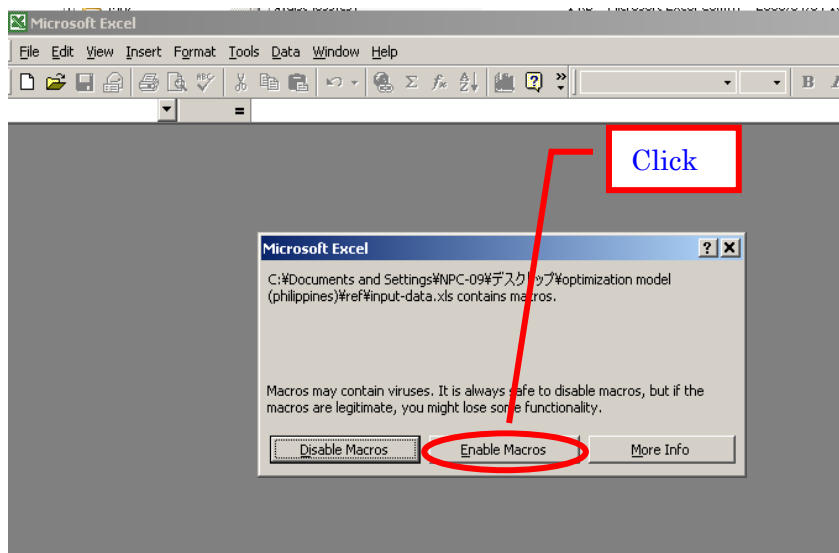 Microsoft Excel
File Edit View Insert Format Tools Data Window Help
ABC Σ fx ? » B
=
Click
Microsoft Excel ? X
C:¥Documents and Settings¥NPC-09¥デスクトップ¥optimization model
(philippines)¥ref¥input-data.xls contains macros.
Macros may contain viruses. It is always safe to disable macros, but if the
macros are legitimate, you might lose some functionality.
Disable Macros Enable Macros More Info